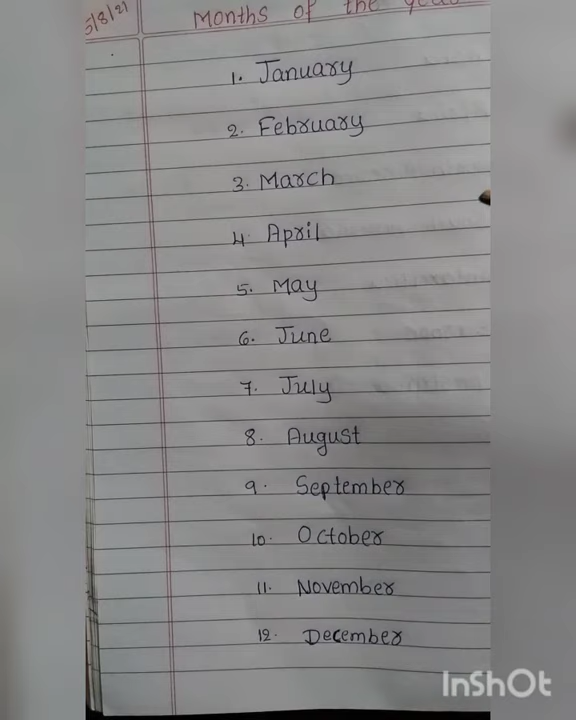 5/8/21
Months of the year
1. January
2. February
3. March
4. April
5. May
6. June
7. July
8. August
9. September
10. October
11. November
12. December
InShOt